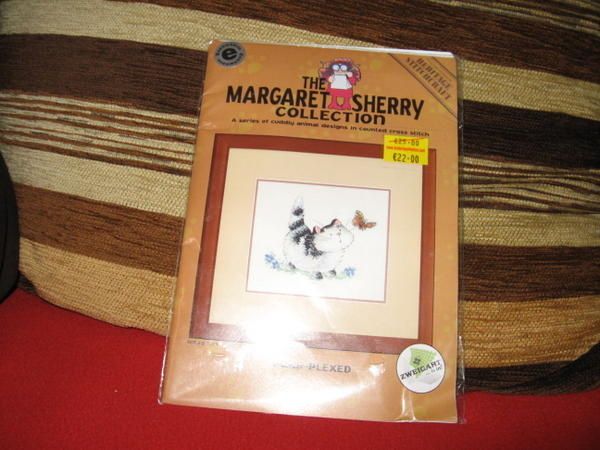 HERITAGE
STITCHCRAFT
THE
MARGARET SHERRY
COLLECTION
A series of cuddly animal designs in counted cross stitch
€25.00
€22.00
ZWEIGART